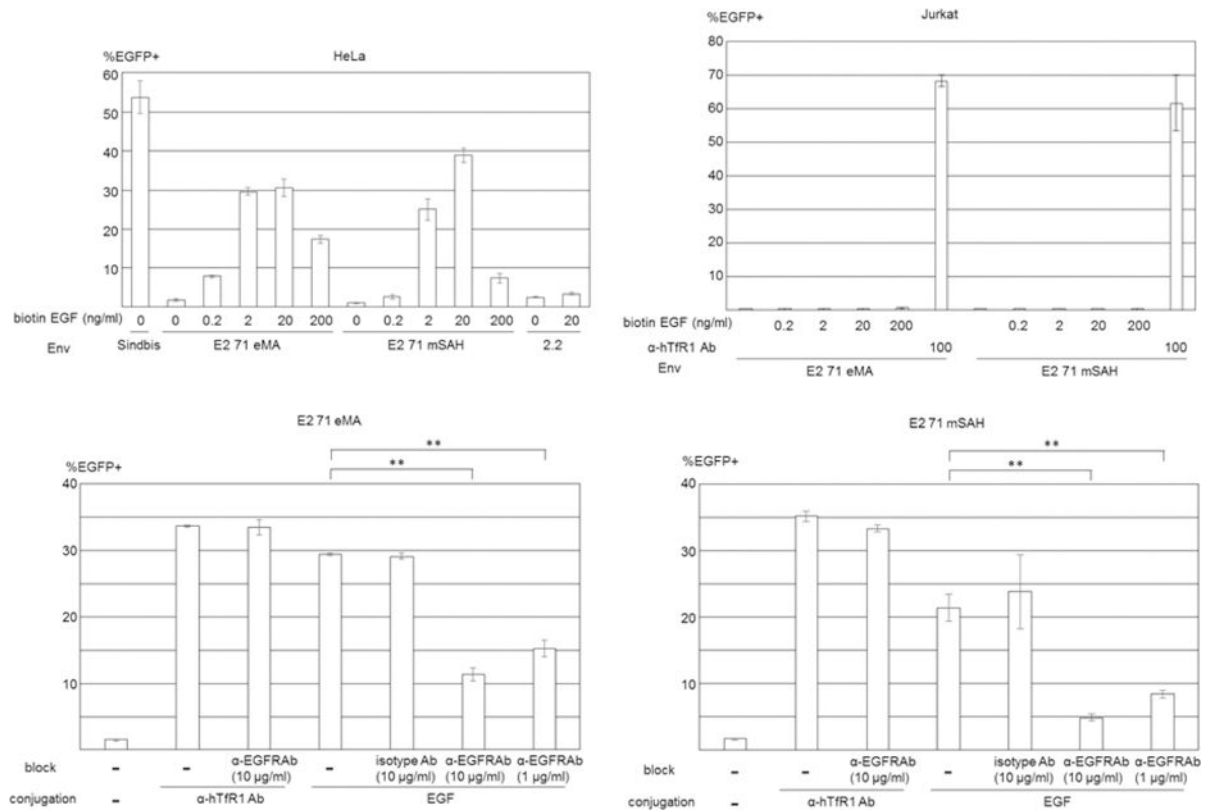 %EGFP+
HeLa
60
50
40
30
20
10
biotin EGF (ng/ml) 0 0 0.2 2 20 200 0 0.2 2 20 200 0 20
Env Sindbis E2 71 eMA E2 71 mSAH 2.2
%EGFP+
Jurkat
80
70
60
50
40
30
20
10
biotin EGF (ng/ml) 0.2 2 20 200 0.2 2 20 200
α-hTfR1 Ab 100 100
Env E2 71 eMA E2 71 mSAH
E2 71 eMA
**
**
%EGFP+
40
30
20
10
block - - α-EGFRAb - isotype Ab α-EGFRAb α-EGFRAb
(10 µg/ml) (10 µg/ml) (10 µg/ml) (1 µg/ml)
conjugation - α-hTfR1 Ab EGF
E2 71 mSAH
**
**
%EGFP+
40
30
20
10
block - - α-EGFRAb - isotype Ab α-EGFRAb α-EGFRAb
(10 µg/ml) (10 µg/ml) (10 µg/ml) (1 µg/ml)
conjugation - α-hTfR1 Ab EGF